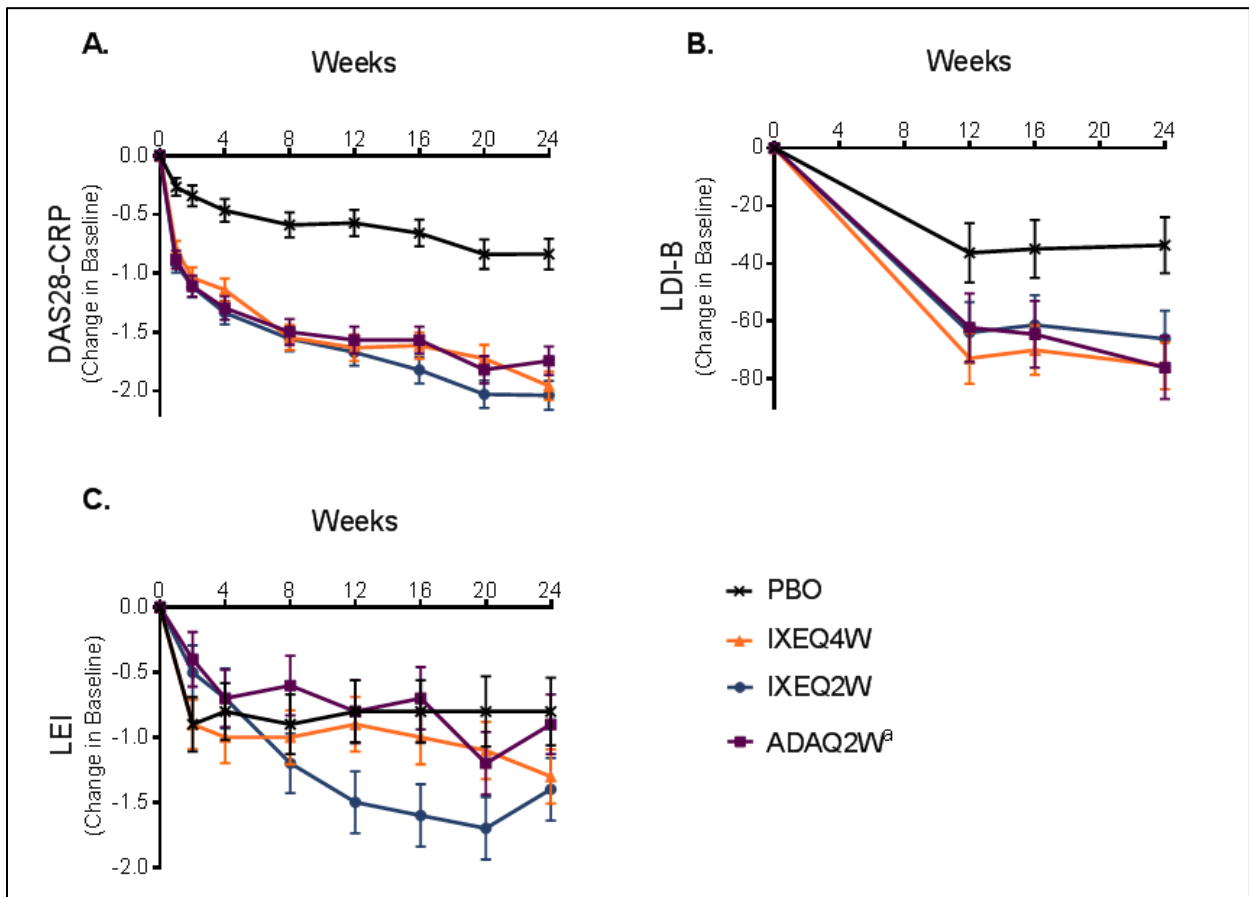 A.
Weeks
0 4 8 12 16 20 24
0.0
-0.5
-1.0
-1.5
-2.0
DAS28-CRP
(Change in Baseline)
B.
Weeks
0 4 8 12 16 20 24
0
-20
-40
-60
-80
LDI-B
(Change in Baseline)
C.
Weeks
0 4 8 12 16 20 24
0.0
-0.5
-1.0
-1.5
-2.0
LEI
(Change in Baseline)
PBO
IXEQ4W
IXEQ2W
ADAQ2Wª